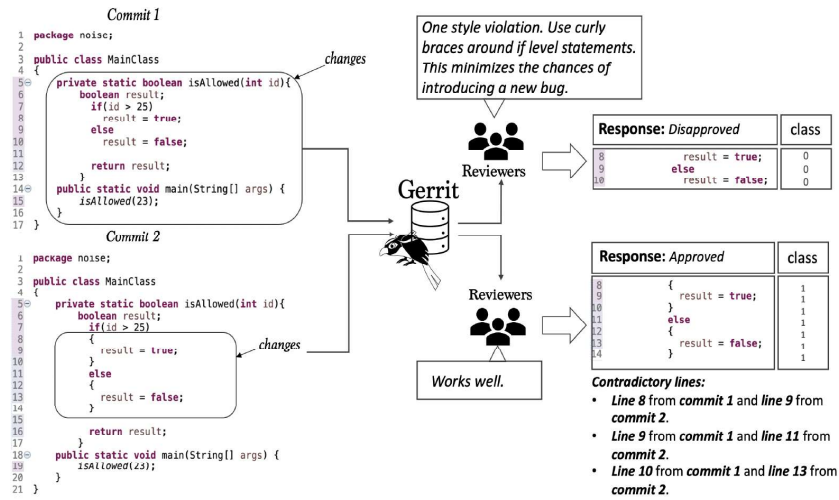 Commit 1
1 package noise;
2
3 public class MainClass
4 {
5 private static boolean isAllowed(int id){
6 boolean result;
7 if(id > 25)
8 result = true;
9 else
10 result = false;
11
12 return result;
13 }
14 public static void main(String[] args) {
15 isAllowed(23);
16 }
17 }
changes
Commit 2
1 package noise;
2
3 public class MainClass
4 {
5 private static boolean isAllowed(int id){
6 boolean result;
7 if(id > 25)
8 {
9 result = true;
10 }
11 else
12 {
13 result = false;
14 }
15
16 return result;
17 }
18 public static void main(String[] args) {
19 isAllowed(23);
20 }
21 }
changes
Gerrit
One style violation. Use curly
braces around if level statements.
This minimizes the chances of
introducing a new bug.
Reviewers
Response: Disapproved class
8 result = true; 0
9 else 0
10 result = false; 0
Reviewers
Works well.
Response: Approved class
8 { 1
9 result = true; 1
10 } 1
11 else 1
12 { 1
13 result = false; 1
14 } 1
Contradictory lines:
• Line 8 from commit 1 and line 9 from
commit 2.
• Line 9 from commit 1 and line 11 from
commit 2.
• Line 10 from commit 1 and line 13 from
commit 2.